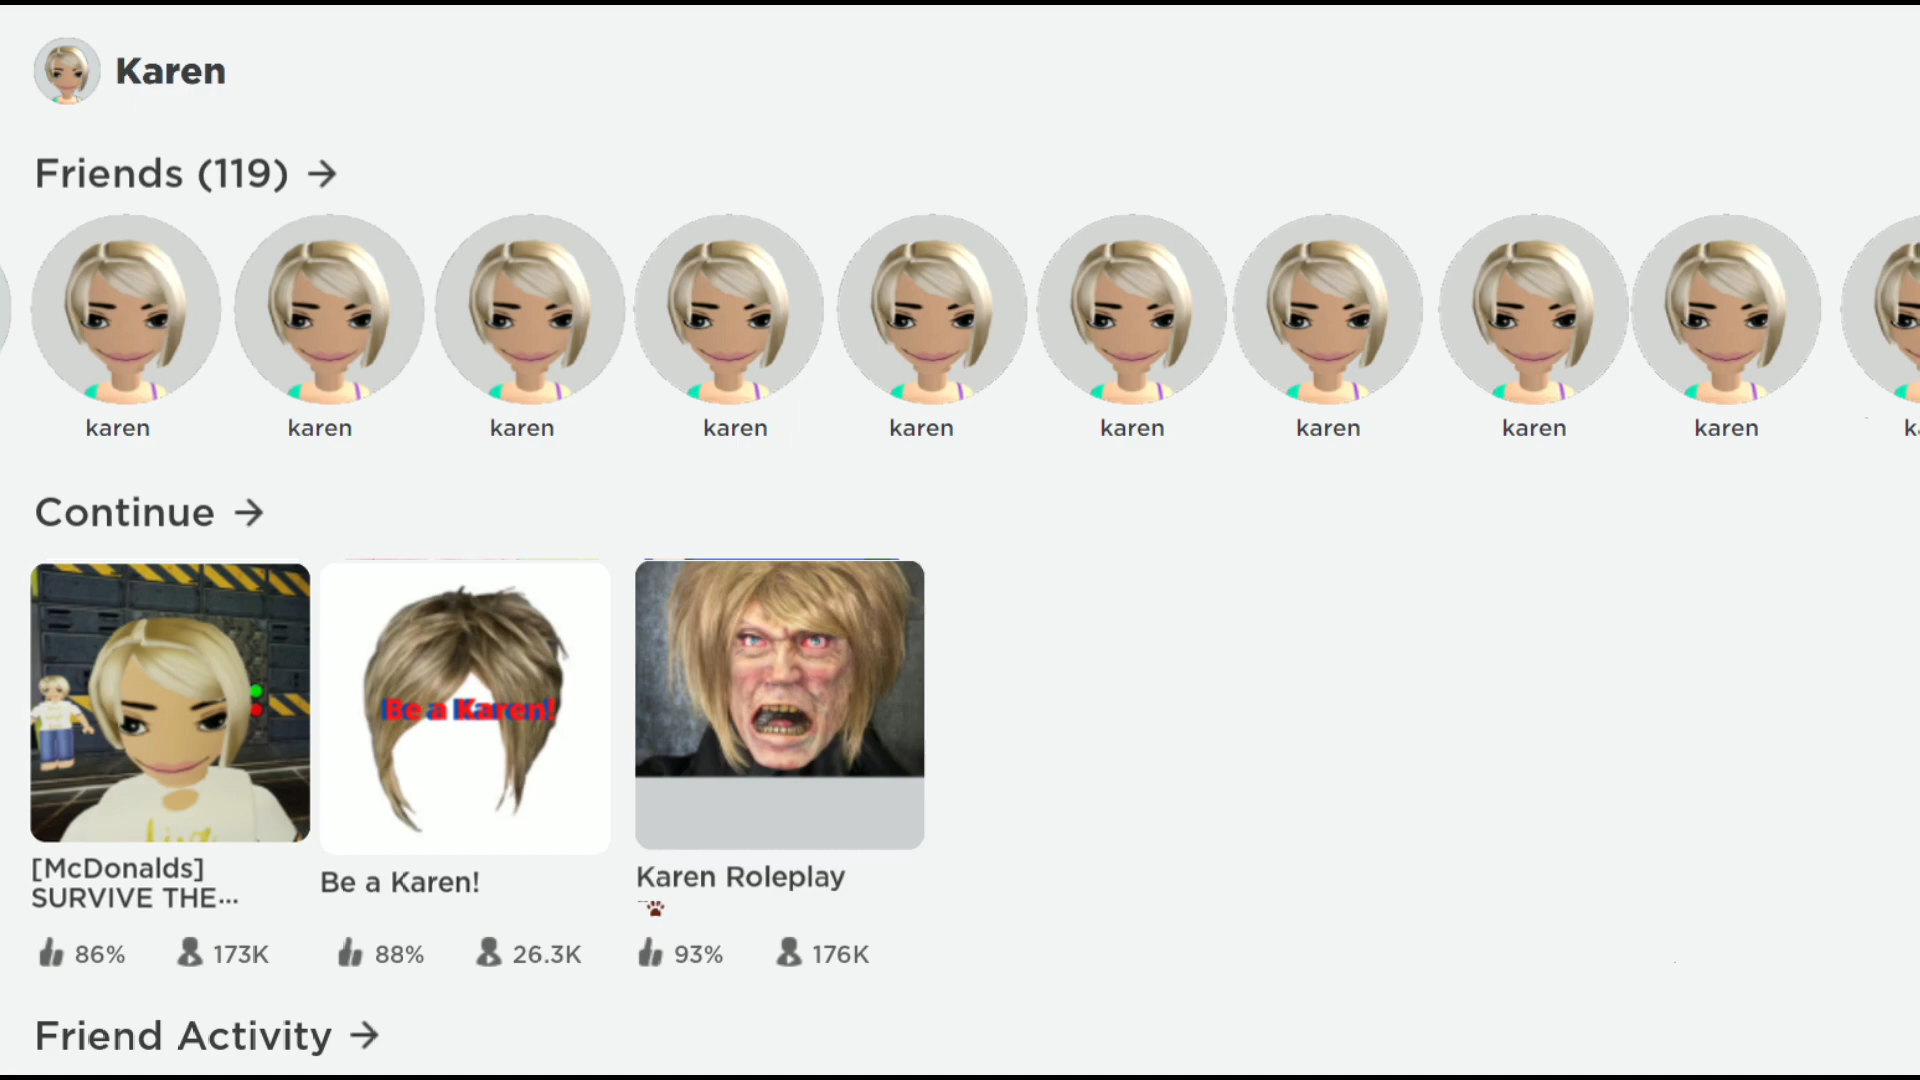 Karen
Friends (119) →
karen karen karen karen karen karen karen karen karen
Continue →
Be a Karen!
[McDonalds]
SURVIVE THE...
Be a Karen!
Karen Roleplay
86% 173K 88% 26.3K 93% 176K
Friend Activity →